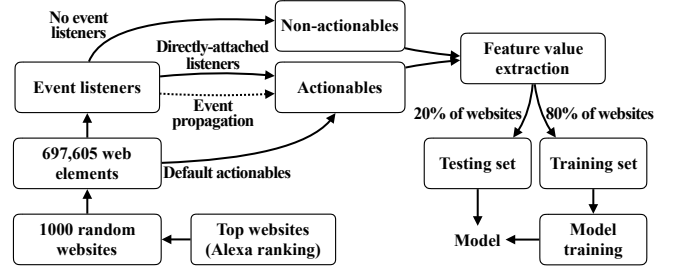 No event
listeners
Non-actionables
Directly-attached
listeners
Event listeners
Event
propagation
Actionables
Feature value
extraction
20% of websites
80% of websites
697,605 web
elements
Default actionables
Testing set
Training set
1000 random
websites
Top websites
(Alexa ranking)
Model
Model
training